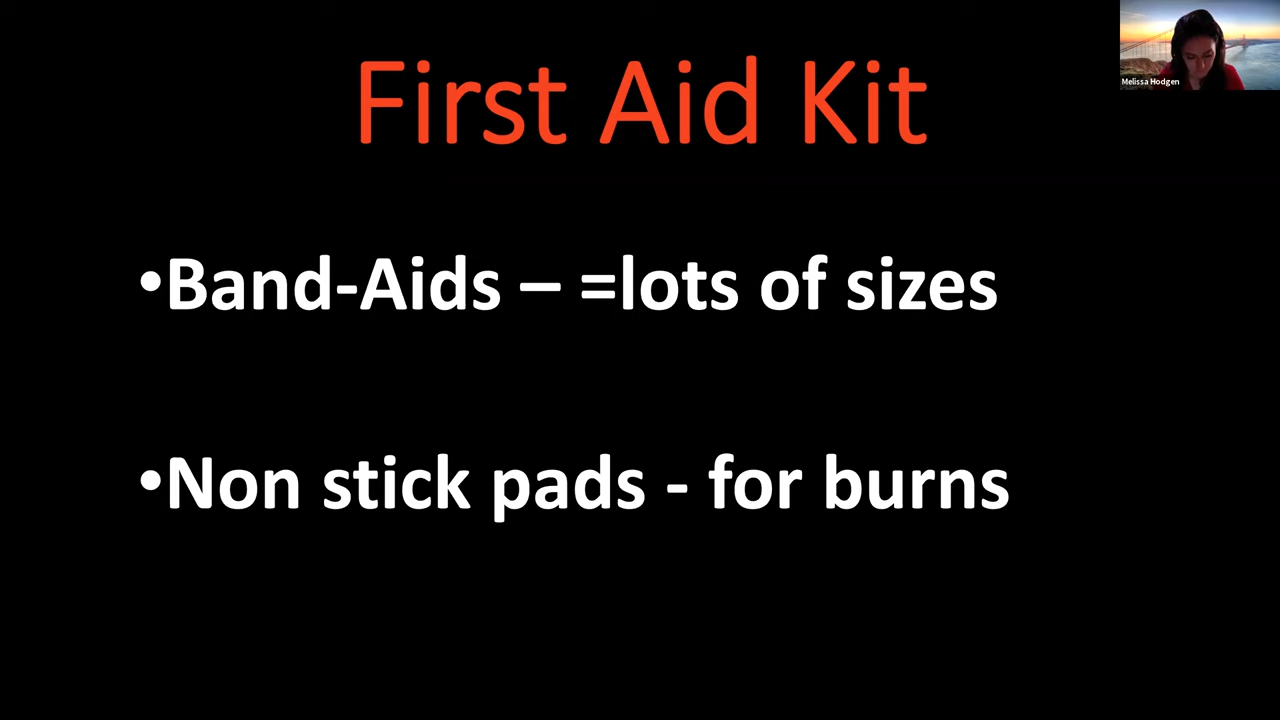 First Aid Kit
Melissa Hodgen
•Band-Aids – =lots of sizes
•Non stick pads - for burns